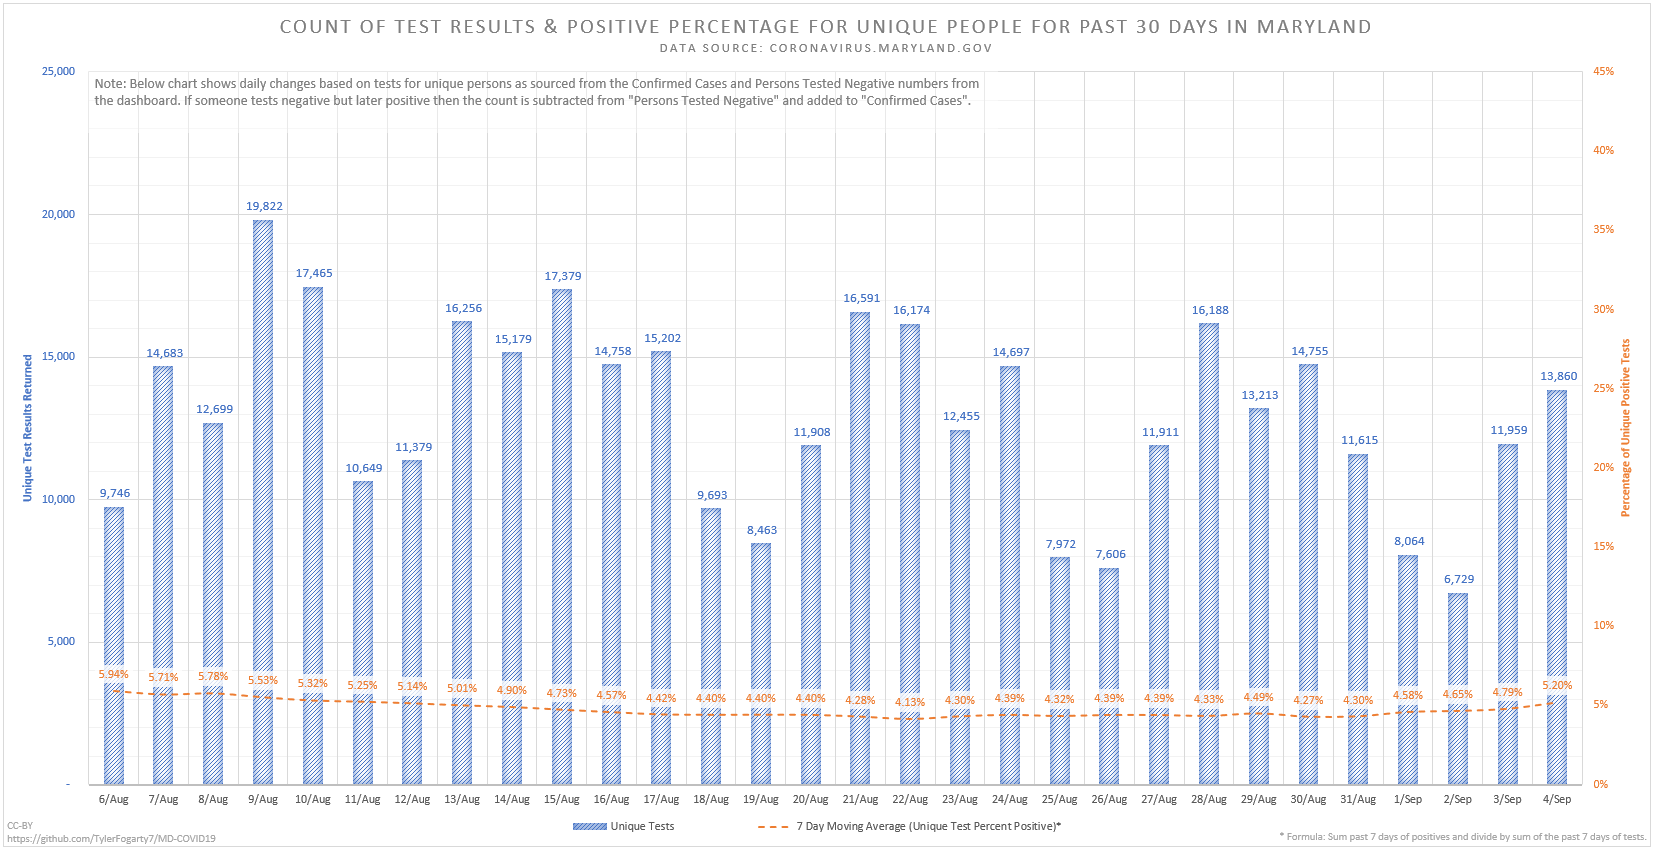 COUNT OF TEST RESULTS & POSITIVE PERCENTAGE FOR UNIQUE PEOPLE FOR PAST 30 DAYS IN MARYLAND
DATA SOURCE: CORONAVIRUS.MARYLAND.GOV
Note: Below chart shows daily changes based on tests for unique persons as sourced from the Confirmed Cases and Persons Tested Negative numbers from
the dashboard. If someone tests negative but later positive then the count is subtracted from "Persons Tested Negative" and added to "Confirmed Cases".
Unique Test Results Returned
25,000
20,000
15,000
10,000
5,000
-
9,746
14,683
12,699
19,822
17,465
10,649
11,379
16,256
15,179
17,379
14,758
15,202
9,693
8,463
11,908
16,591
16,174
12,455
14,697
7,972
7,606
11,911
16,188
13,213
14,755
11,615
8,064
6,729
11,959
13,860
5.94%
5.71%
5.78%
5.53%
5.32%
5.25%
5.14%
5.01%
4.90%
4.73%
4.57%
4.42%
4.40%
4.40%
4.40%
4.28%
4.13%
4.30%
4.39%
4.32%
4.39%
4.39%
4.33%
4.49%
4.27%
4.30%
4.58%
4.65%
4.79%
5.20%
45%
40%
35%
30%
25%
20%
15%
10%
5%
0%
Percentage of Unique Positive Tests
6/Aug
7/Aug
8/Aug
9/Aug
10/Aug
11/Aug
12/Aug
13/Aug
14/Aug
15/Aug
16/Aug
17/Aug
18/Aug
19/Aug
20/Aug
21/Aug
22/Aug
23/Aug
24/Aug
25/Aug
26/Aug
27/Aug
28/Aug
29/Aug
30/Aug
31/Aug
1/Sep
2/Sep
3/Sep
4/Sep
Unique Tests
7 Day Moving Average (Unique Test Percent Positive)*
CC-BY
https://github.com/TylerFogarty7/MD-COVID19
* Formula: Sum past 7 days of positives and divide by sum of the past 7 days of tests.